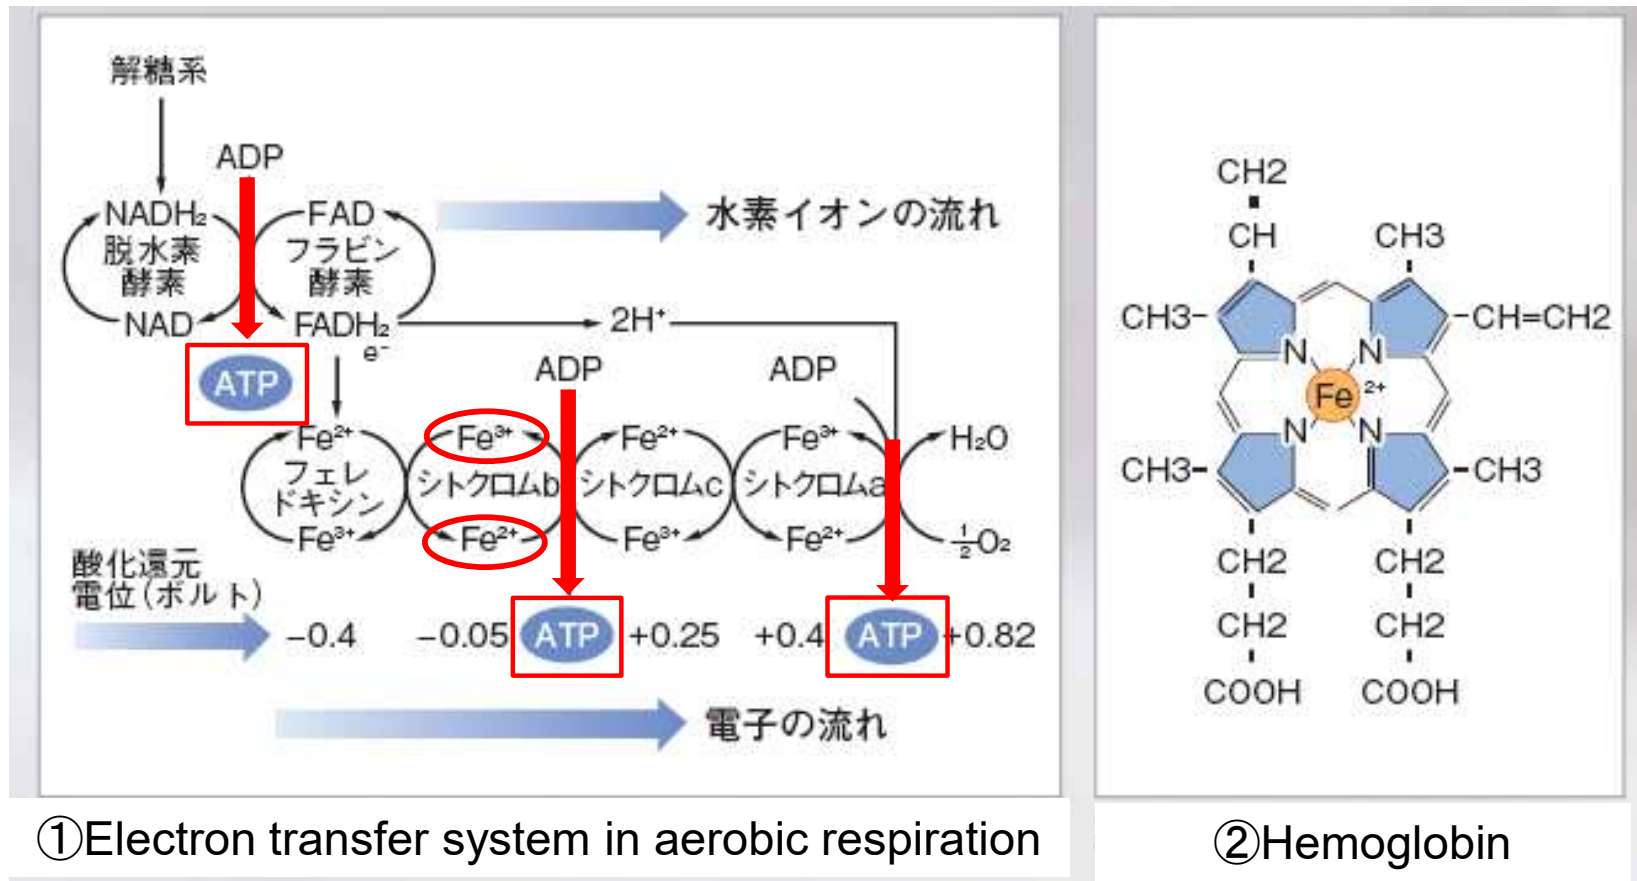 解糖系
ADP
NADH₂
脱水素
酵素
NAD
FAD
フラビン
酵素
FADH₂
e⁻
水素イオンの流れ
2H⁺
ATP
ADP
ADP
Fe²⁺
フェレ
ドキシン
Fe³⁺
Fe³⁺
シトクロムb
Fe²⁺
Fe²⁺
シトクロムc
Fe³⁺
Fe³⁺
シトクロムa
Fe²⁺
H₂O
½O₂
酸化還元
電位(ボルト)
−0.4 −0.05 ATP +0.25 +0.4 ATP +0.82
電子の流れ
①Electron transfer system in aerobic respiration
CH2
CH CH3
CH3 CH=CH2
N N
Fe 2+
N N
CH3 CH3
CH2 CH2
CH2 CH2
COOH COOH
②Hemoglobin